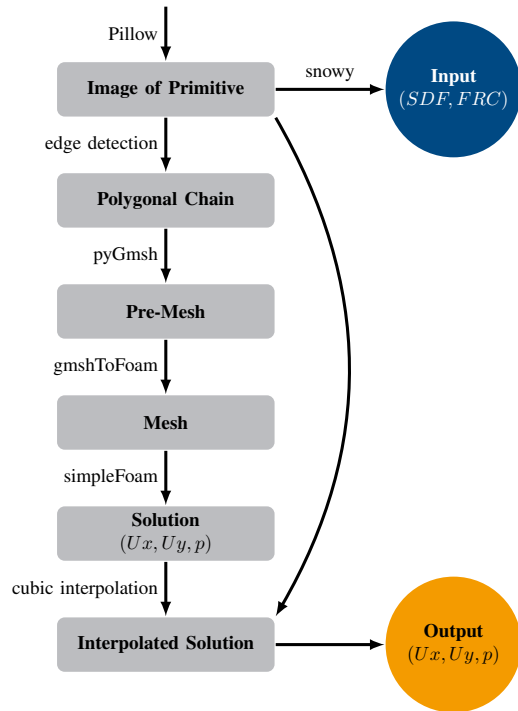 Pillow
Image of Primitive
snowy
Input
(SDF, FRC)
edge detection
Polygonal Chain
pyGmsh
Pre-Mesh
gmshToFoam
Mesh
simpleFoam
Solution
(Ux, Uy, p)
cubic interpolation
Interpolated Solution
Output
(Ux, Uy, p)